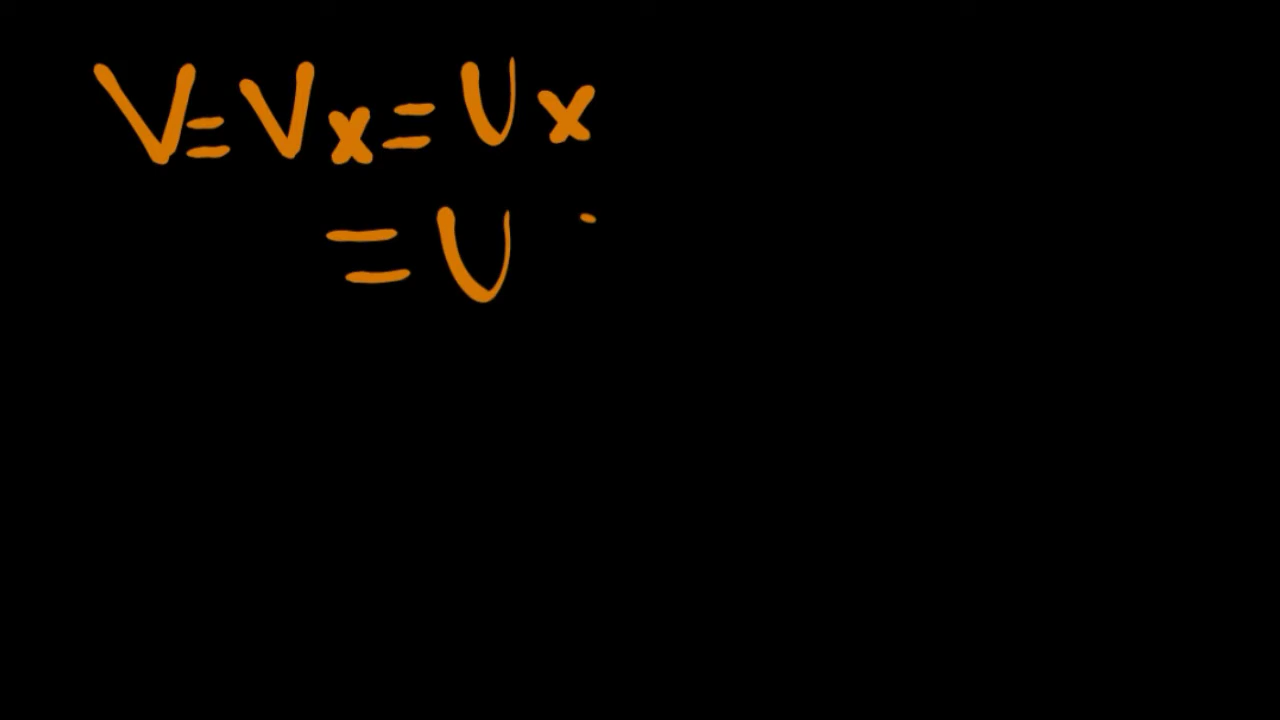 V = Vx = Ux
= U